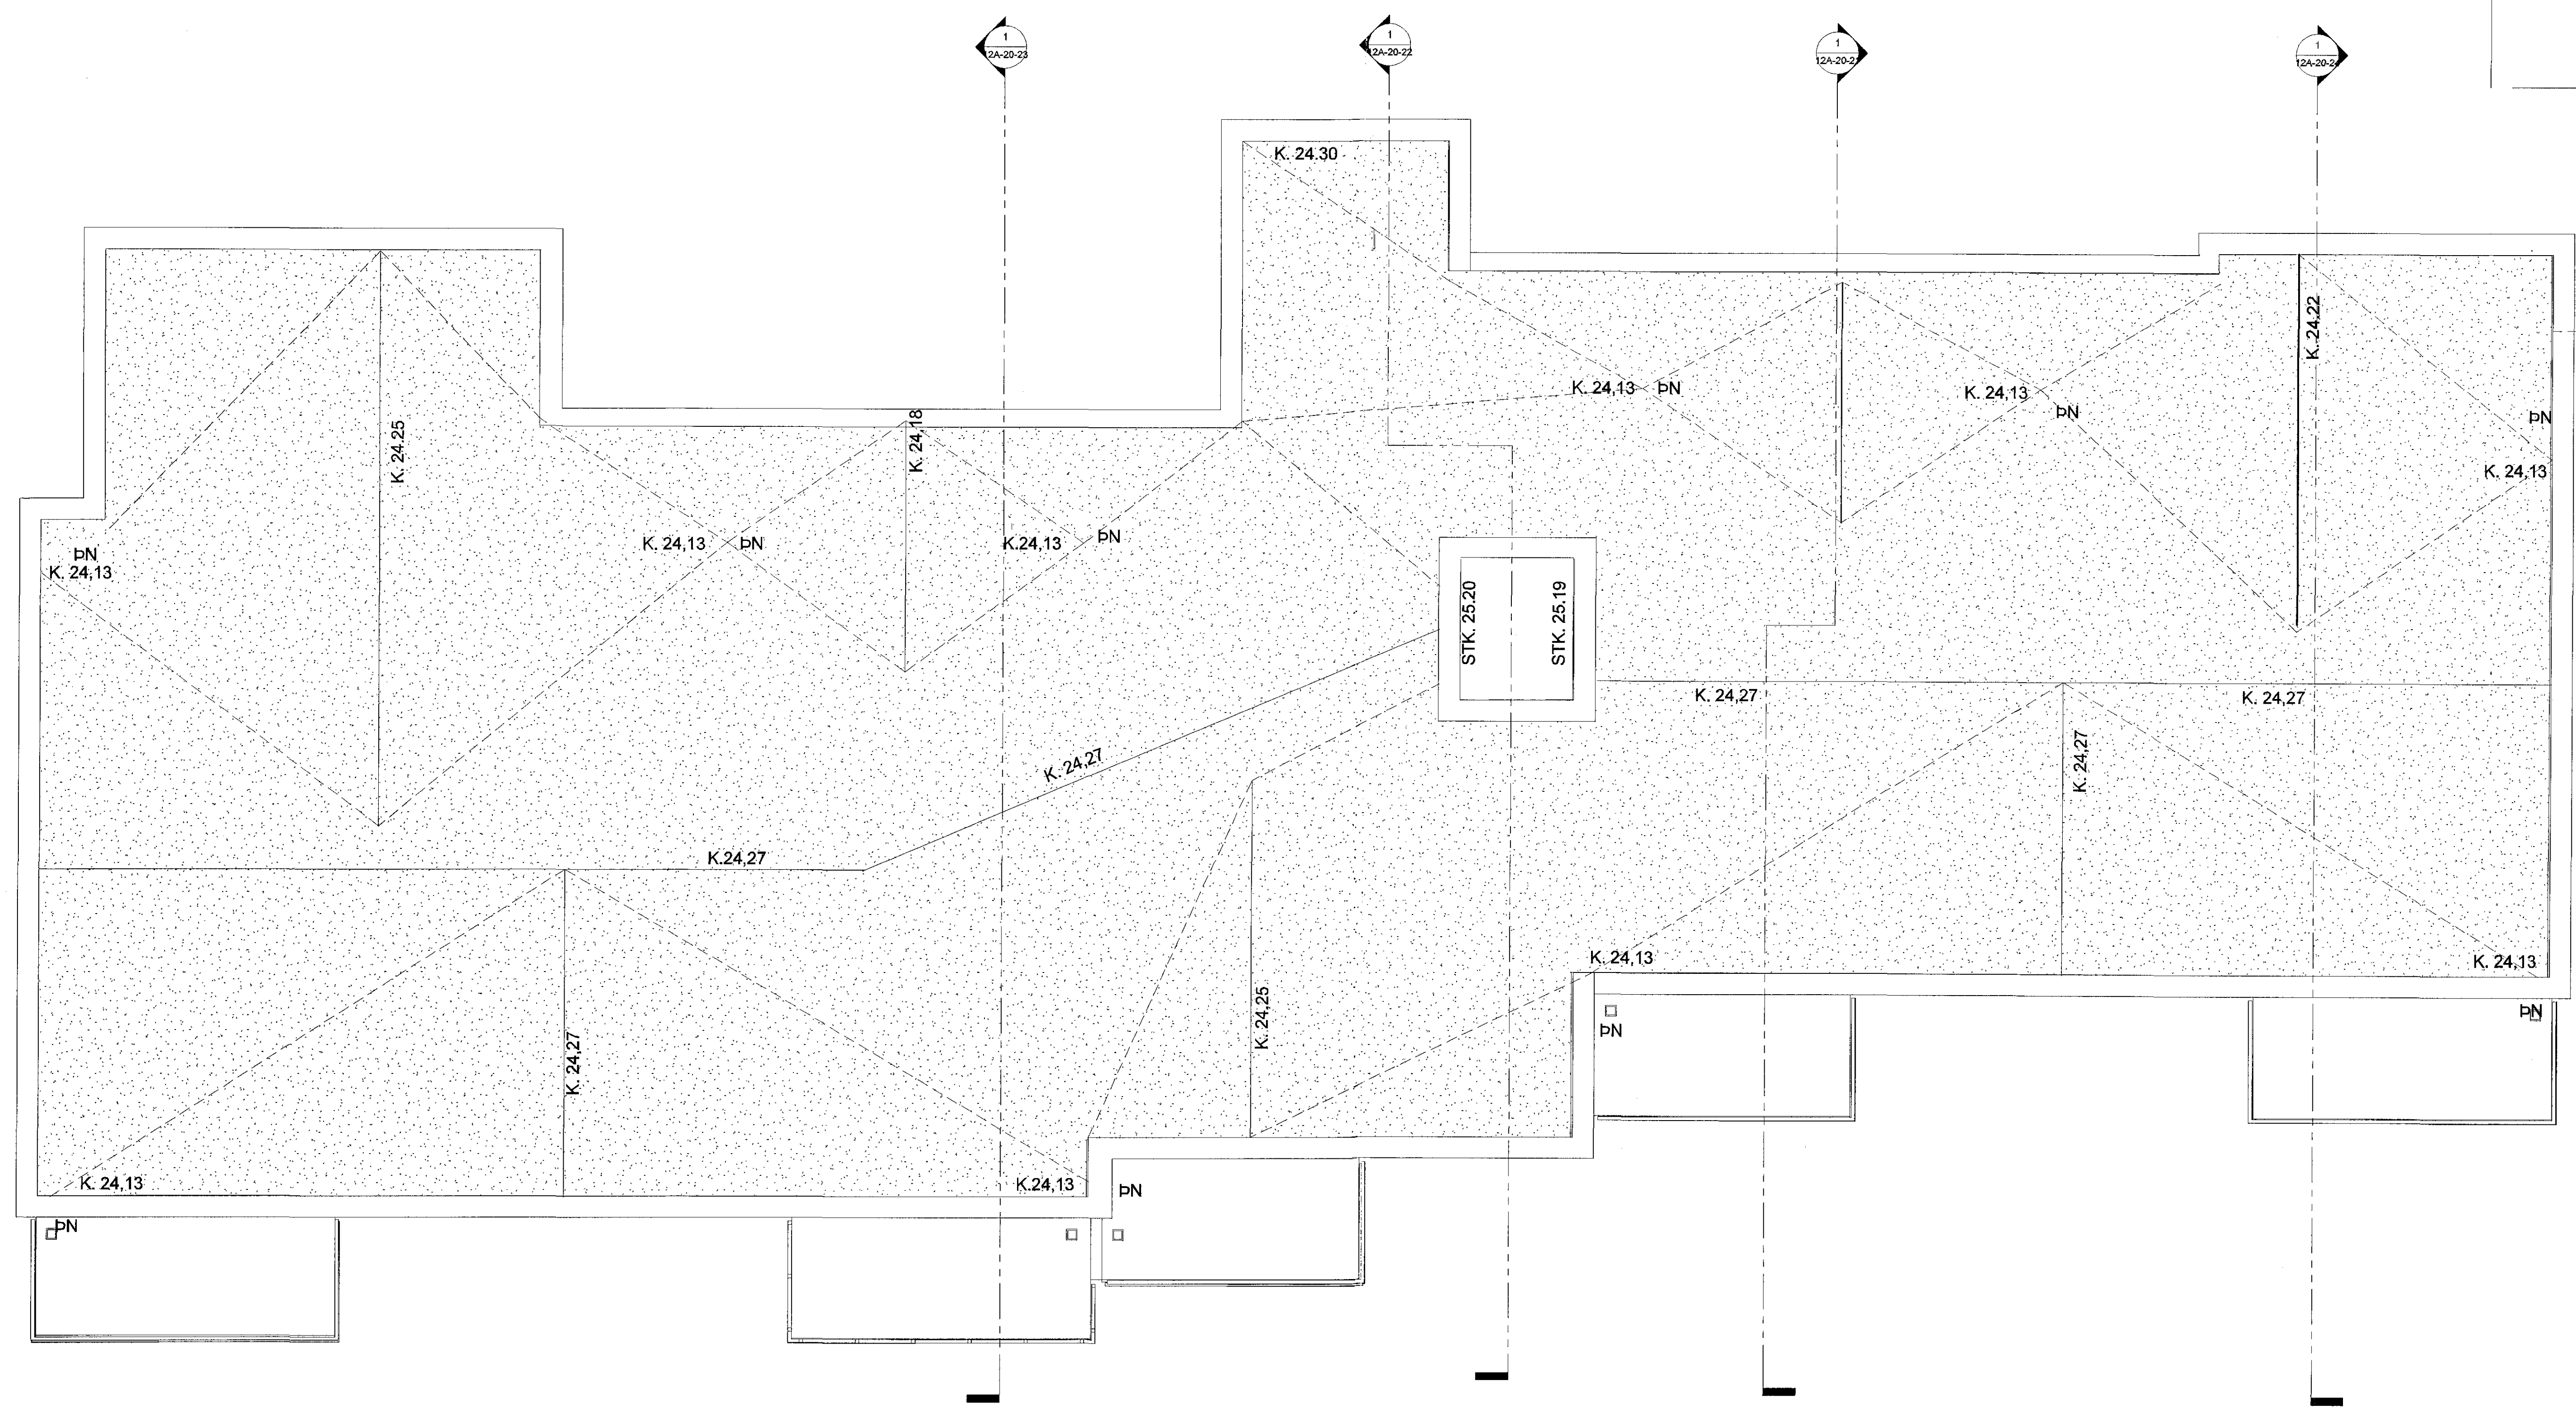 1
12A-20-23
1
12A-20-22
1
12A-20-21
1
12A-20-24
K. 24.30
K. 24.22
K. 24,13
ÞN
K. 24,13
ÞN
ÞN
K. 24,13
K. 24.25
K. 24,18
ÞN
K. 24,13
K. 24,13
ÞN
K.24,13
ÞN
STK. 25.20
STK. 25.19
K. 24,27
K. 24,27
K. 24,27
K. 24,27
K.24,27
K. 24,25
K. 24,13
K. 24,13
K. 24,27
ÞN
ÞN
K. 24,13
K.24,13
ÞN
ÞN